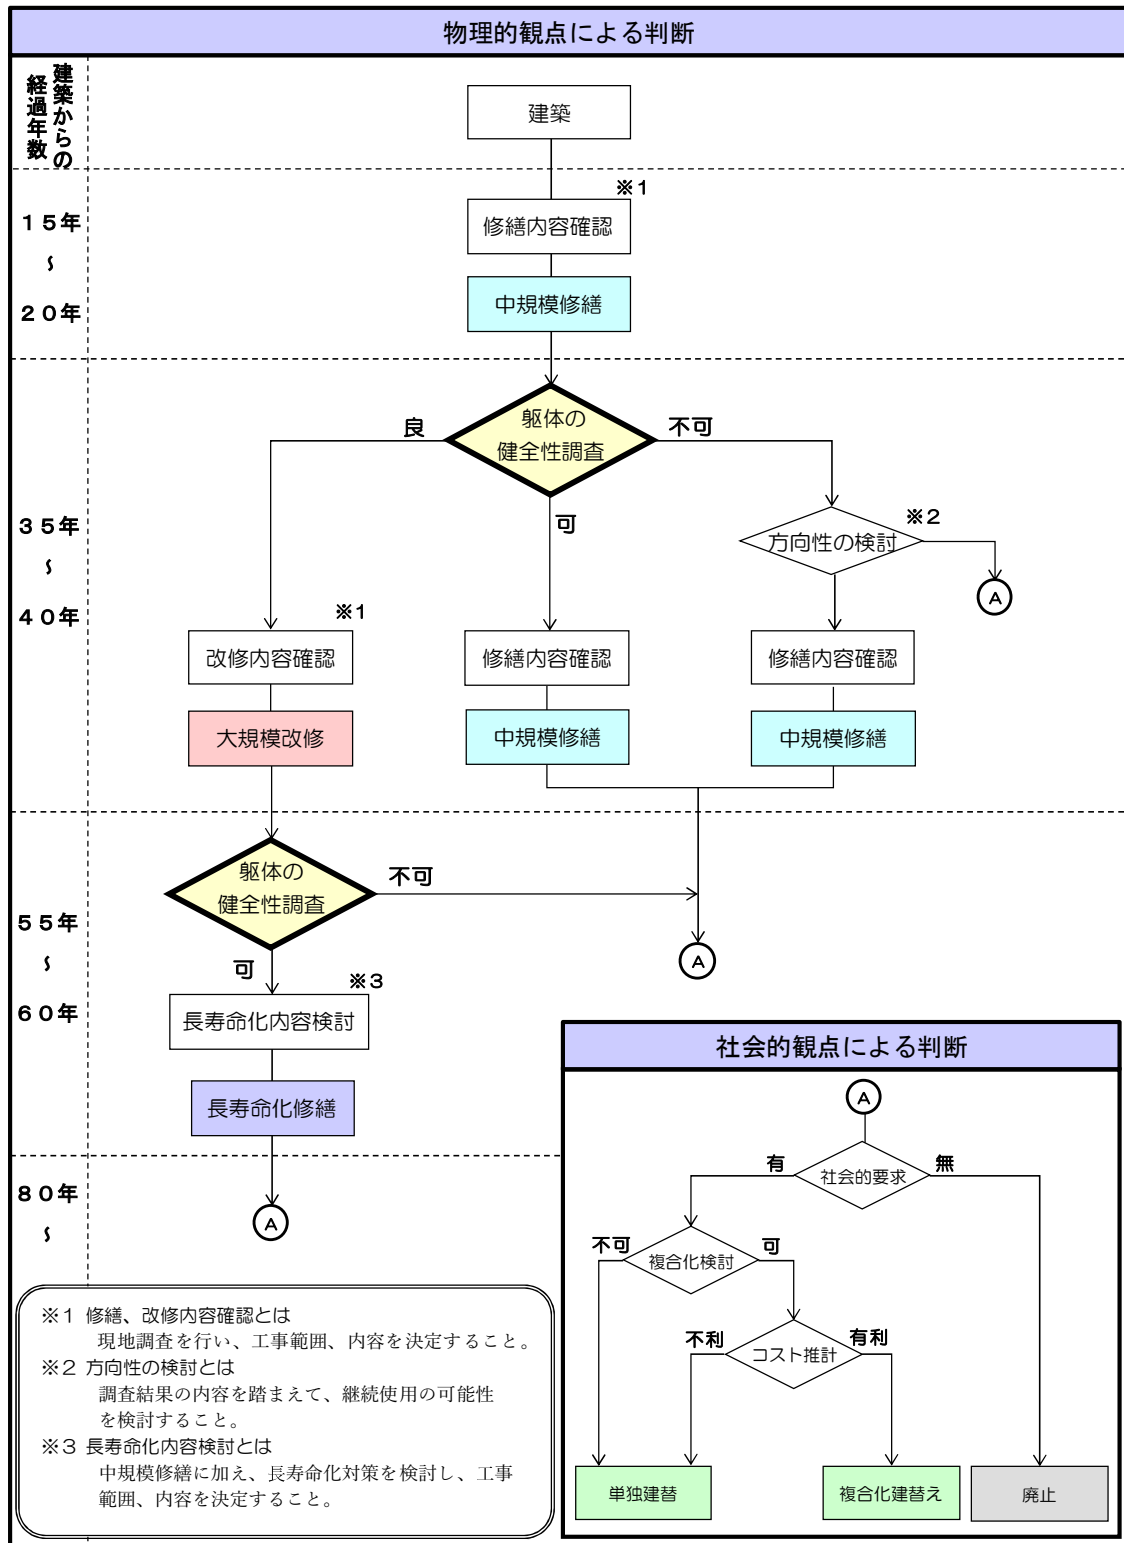 物理的観点による判断
建築からの
経過年数
建築
※1
15年
～
20年
修繕内容確認
中規模修繕
躯体の
健全性調査
良
不可
可
35年
～
40年
※2
方向性の検討
A
※1
改修内容確認
修繕内容確認
修繕内容確認
大規模改修
中規模修繕
中規模修繕
躯体の
健全性調査
不可
可
55年
～
60年
A
※3
長寿命化内容検討
長寿命化修繕
80年
～
A
社会的観点による判断
A
社会的要求
有
無
複合化検討
不可
可
コスト推計
不利
有利
単独建替
複合化建替え
廃止
※1 修繕、改修内容確認とは
現地調査を行い、工事範囲、内容を決定すること。
※2 方向性の検討とは
調査結果の内容を踏まえて、継続使用の可能性
を検討すること。
※3 長寿命化内容検討とは
中規模修繕に加え、長寿命化対策を検討し、工事
範囲、内容を決定すること。